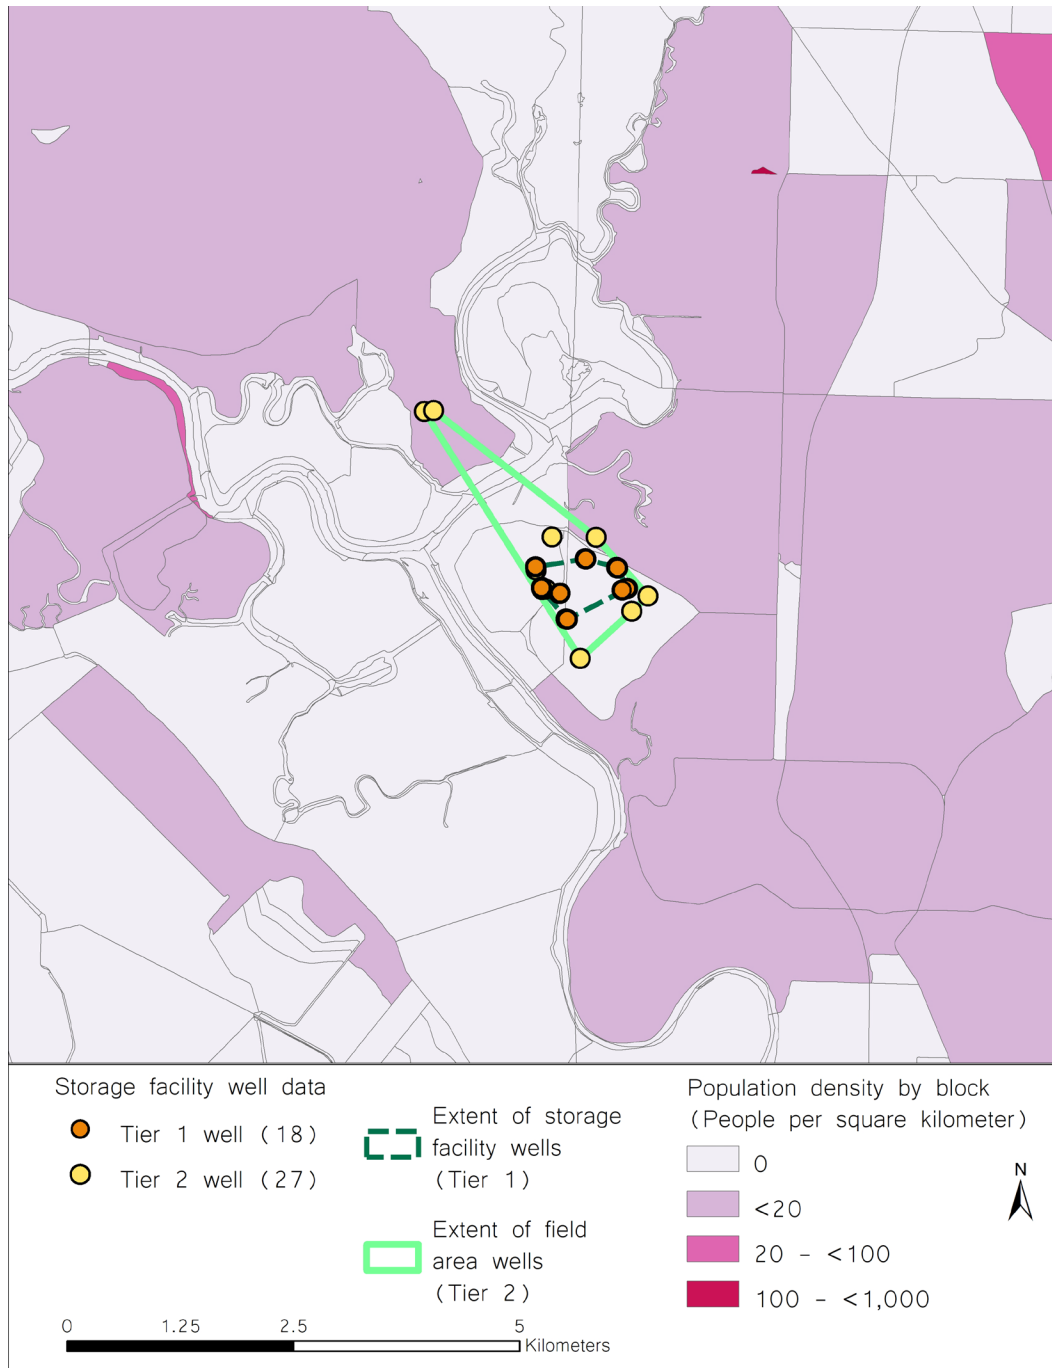 Storage facility well data
Tier 1 well (18)
Tier 2 well (27)
Extent of storage
facility wells
(Tier 1)
Extent of field
area wells
(Tier 2)
Population density by block
(People per square kilometer)
0
<20
20 - <100
100 - <1,000
N
0 1.25 2.5 5
Kilometers